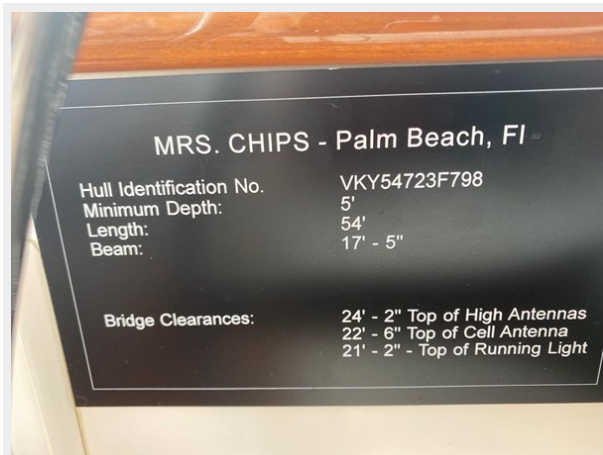 MRS. CHIPS - Palm Beach, Fl
Hull Identification No. VKY54723F798
Minimum Depth: 5'
Length: 54'
Beam: 17' - 5"
Bridge Clearances: 24' - 2" Top of High Antennas
22' - 6" Top of Cell Antenna
21' - 2" - Top of Running Light